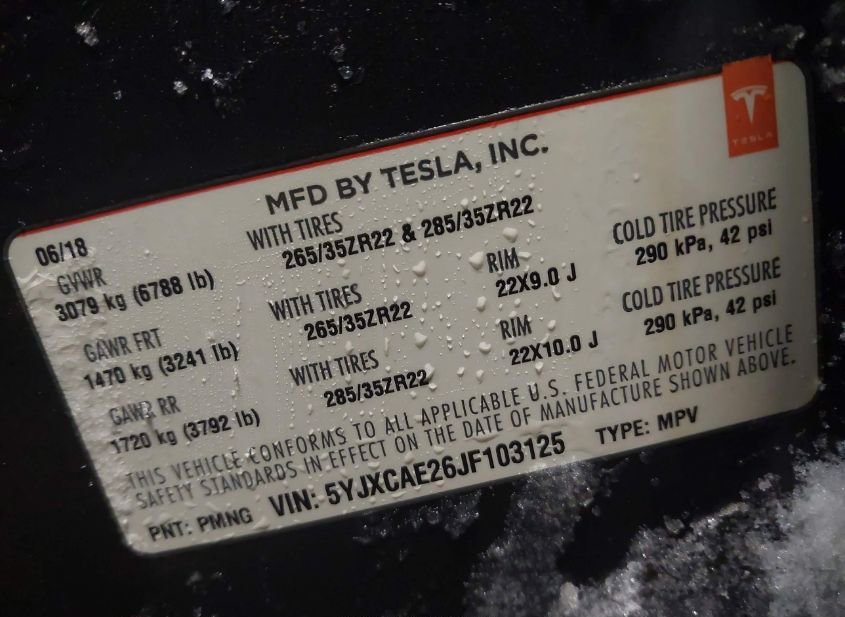 TESLA
MFD BY TESLA, INC.
06/18
GVWR WITH TIRES COLD TIRE PRESSURE
3079 kg (6788 lb) 265/35ZR22 & 285/35ZR22 290 kPa, 42 psi
GAWR FRT WITH TIRES RIM COLD TIRE PRESSURE
1470 kg (3241 lb) 265/35ZR22 22X9.0 J 290 kPa, 42 psi
GAWR RR WITH TIRES RIM
1720 kg (3792 lb) 285/35ZR22 22X10.0 J
THIS VEHICLE CONFORMS TO ALL APPLICABLE U.S. FEDERAL MOTOR VEHICLE
SAFETY STANDARDS IN EFFECT ON THE DATE OF MANUFACTURE SHOWN ABOVE.
PNT: PMNG VIN: 5YJXCAE26JF103125 TYPE: MPV